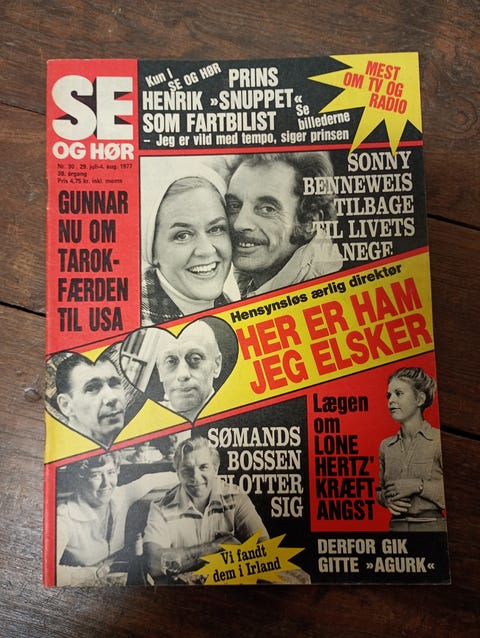 SE
OG HØR
Nr. 30 . 29. juli-4. aug. 1977
38. årgang
Pris 4,75 kr. inkl. moms
Kun i
SE OG HØR
PRINS
HENRIK »SNUPPET«
SOM FARTBILIST
Se
billederne
– Jeg er vild med tempo, siger prinsen
MEST
OM TV OG
RADIO
GUNNAR
NU OM
TAROK-
FÆRDEN
TIL USA
SONNY
BENNEWEIS
TILBAGE
TIL LIVETS
MANEGE
Hensynsløs ærlig direktør
HER ER HAM
JEG ELSKER
SØMANDS
BOSSEN
FLOTTER
SIG
Vi fandt
dem i Irland
Lægen
om
LONE
HERTZ'
KRÆFT
ANGST
DERFOR GIK
GITTE »AGURK«